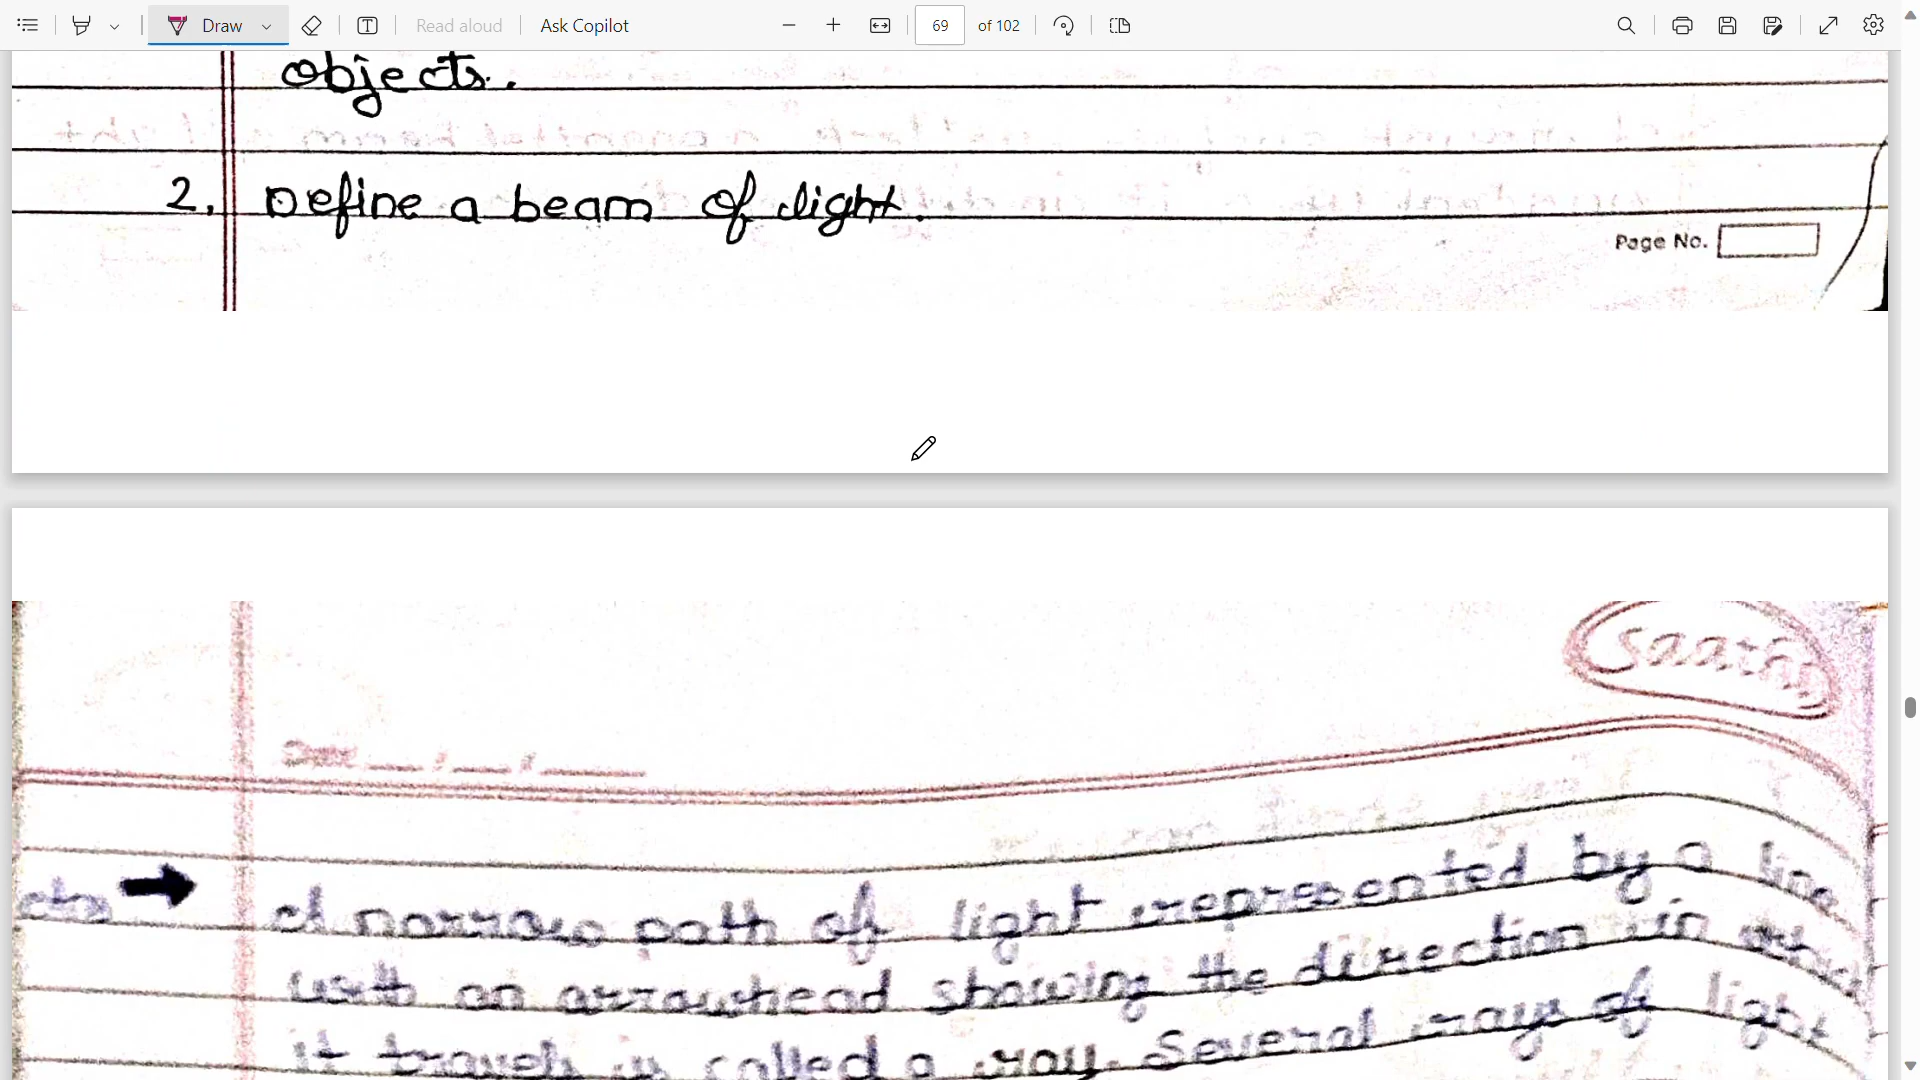 Draw
Read aloud
Ask Copilot
69
of 102
objects.
2. Define a beam of light.
Page No.
Saathi
Date
A narrow path of light represented by a line
with an arrowhead showing the direction in which
it travels is called a ray. Several rays of light